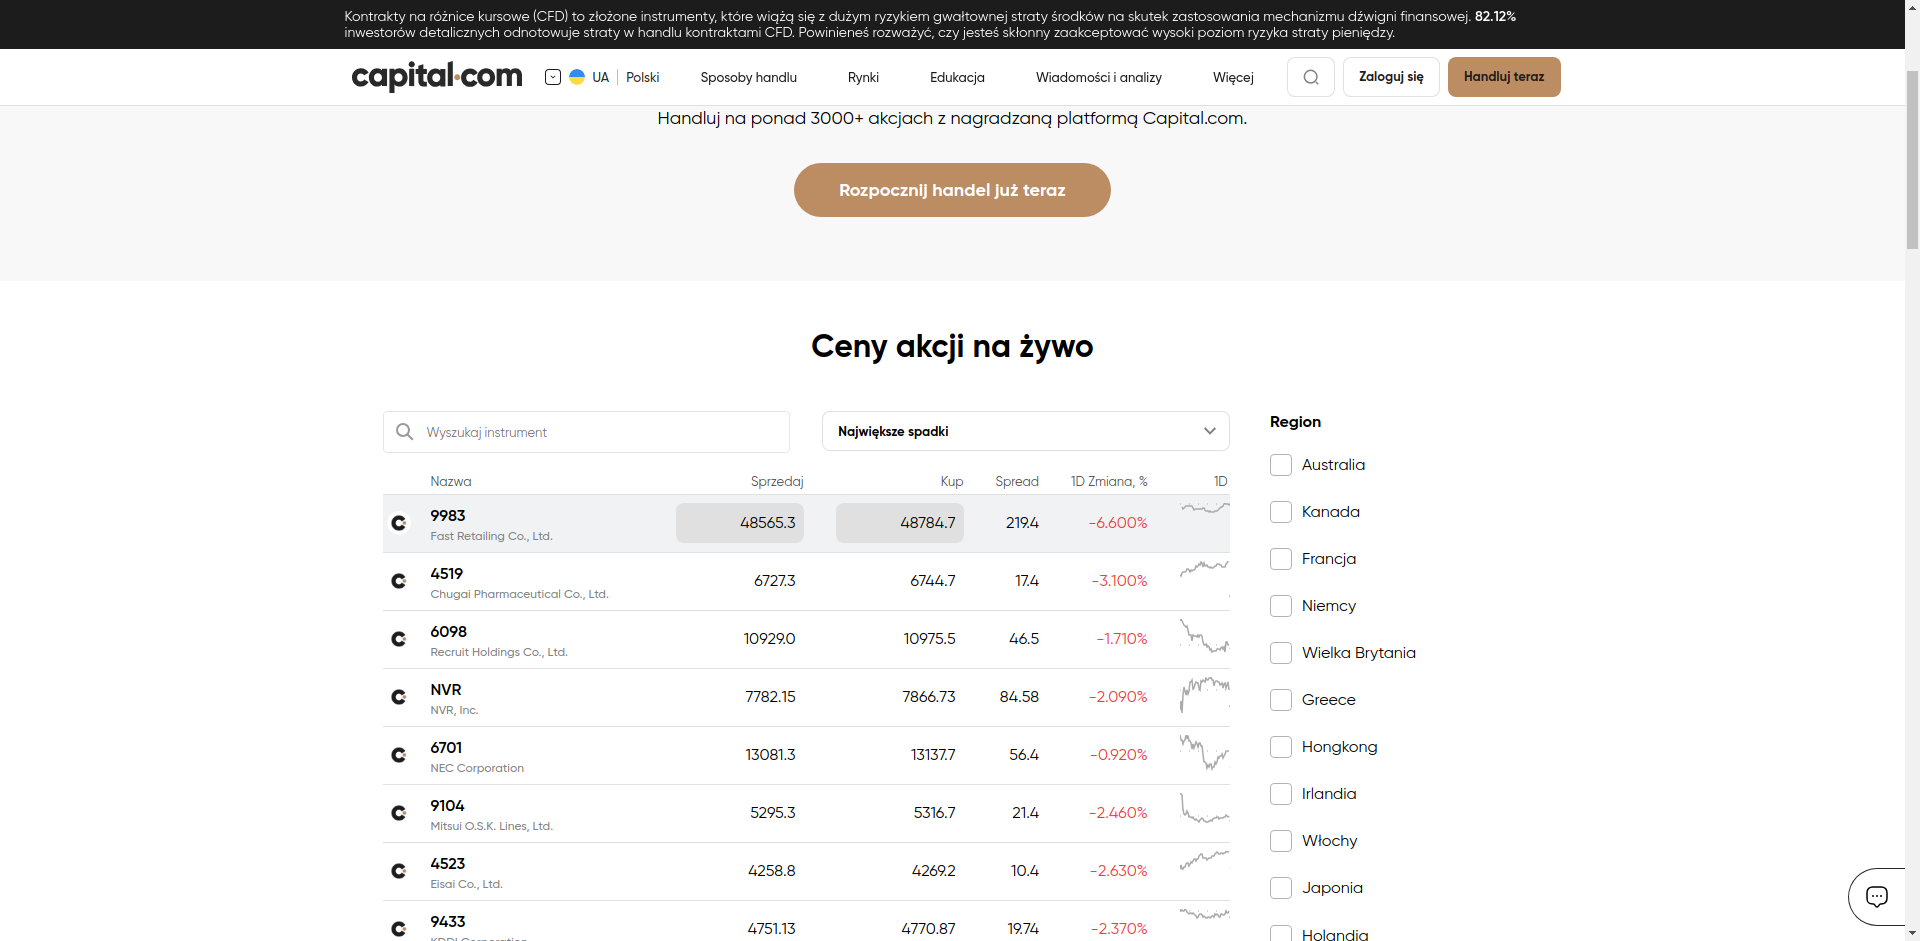 Kontrakty na różnice kursowe (CFD) to złożone instrumenty, które wiążą się z dużym ryzykiem gwałtownej straty środków na skutek zastosowania mechanizmu dźwigni finansowej. 82.12%
inwestorów detalicznych odnotowuje straty w handlu kontraktami CFD. Powinieneś rozważyć, czy jesteś skłonny zaakceptować wysoki poziom ryzyka straty pieniędzy.
capital.com UA Polski Sposoby handlu Rynki Edukacja Wiadomości i analizy Więcej Zaloguj się Handluj teraz
Handluj na ponad 3000+ akcjach z nagradzaną platformą Capital.com.
Rozpocznij handel już teraz
Ceny akcji na żywo
Wyszukaj instrument
Największe spadki
Nazwa Sprzedaj Kup Spread 1D Zmiana, % 1D
9983 48565.3 48784.7 219.4 -6.600%
Fast Retailing Co., Ltd.
4519 6727.3 6744.7 17.4 -3.100%
Chugai Pharmaceutical Co., Ltd.
6098 10929.0 10975.5 46.5 -1.710%
Recruit Holdings Co., Ltd.
NVR 7782.15 7866.73 84.58 -2.090%
NVR, Inc.
6701 13081.3 13137.7 56.4 -0.920%
NEC Corporation
9104 5295.3 5316.7 21.4 -2.460%
Mitsui O.S.K. Lines, Ltd.
4523 4258.8 4269.2 10.4 -2.630%
Eisai Co., Ltd.
9433 4751.13 4770.87 19.74 -2.370%
KDDI Corporation
Region
Australia
Kanada
Francja
Niemcy
Wielka Brytania
Greece
Hongkong
Irlandia
Włochy
Japonia
Holandia